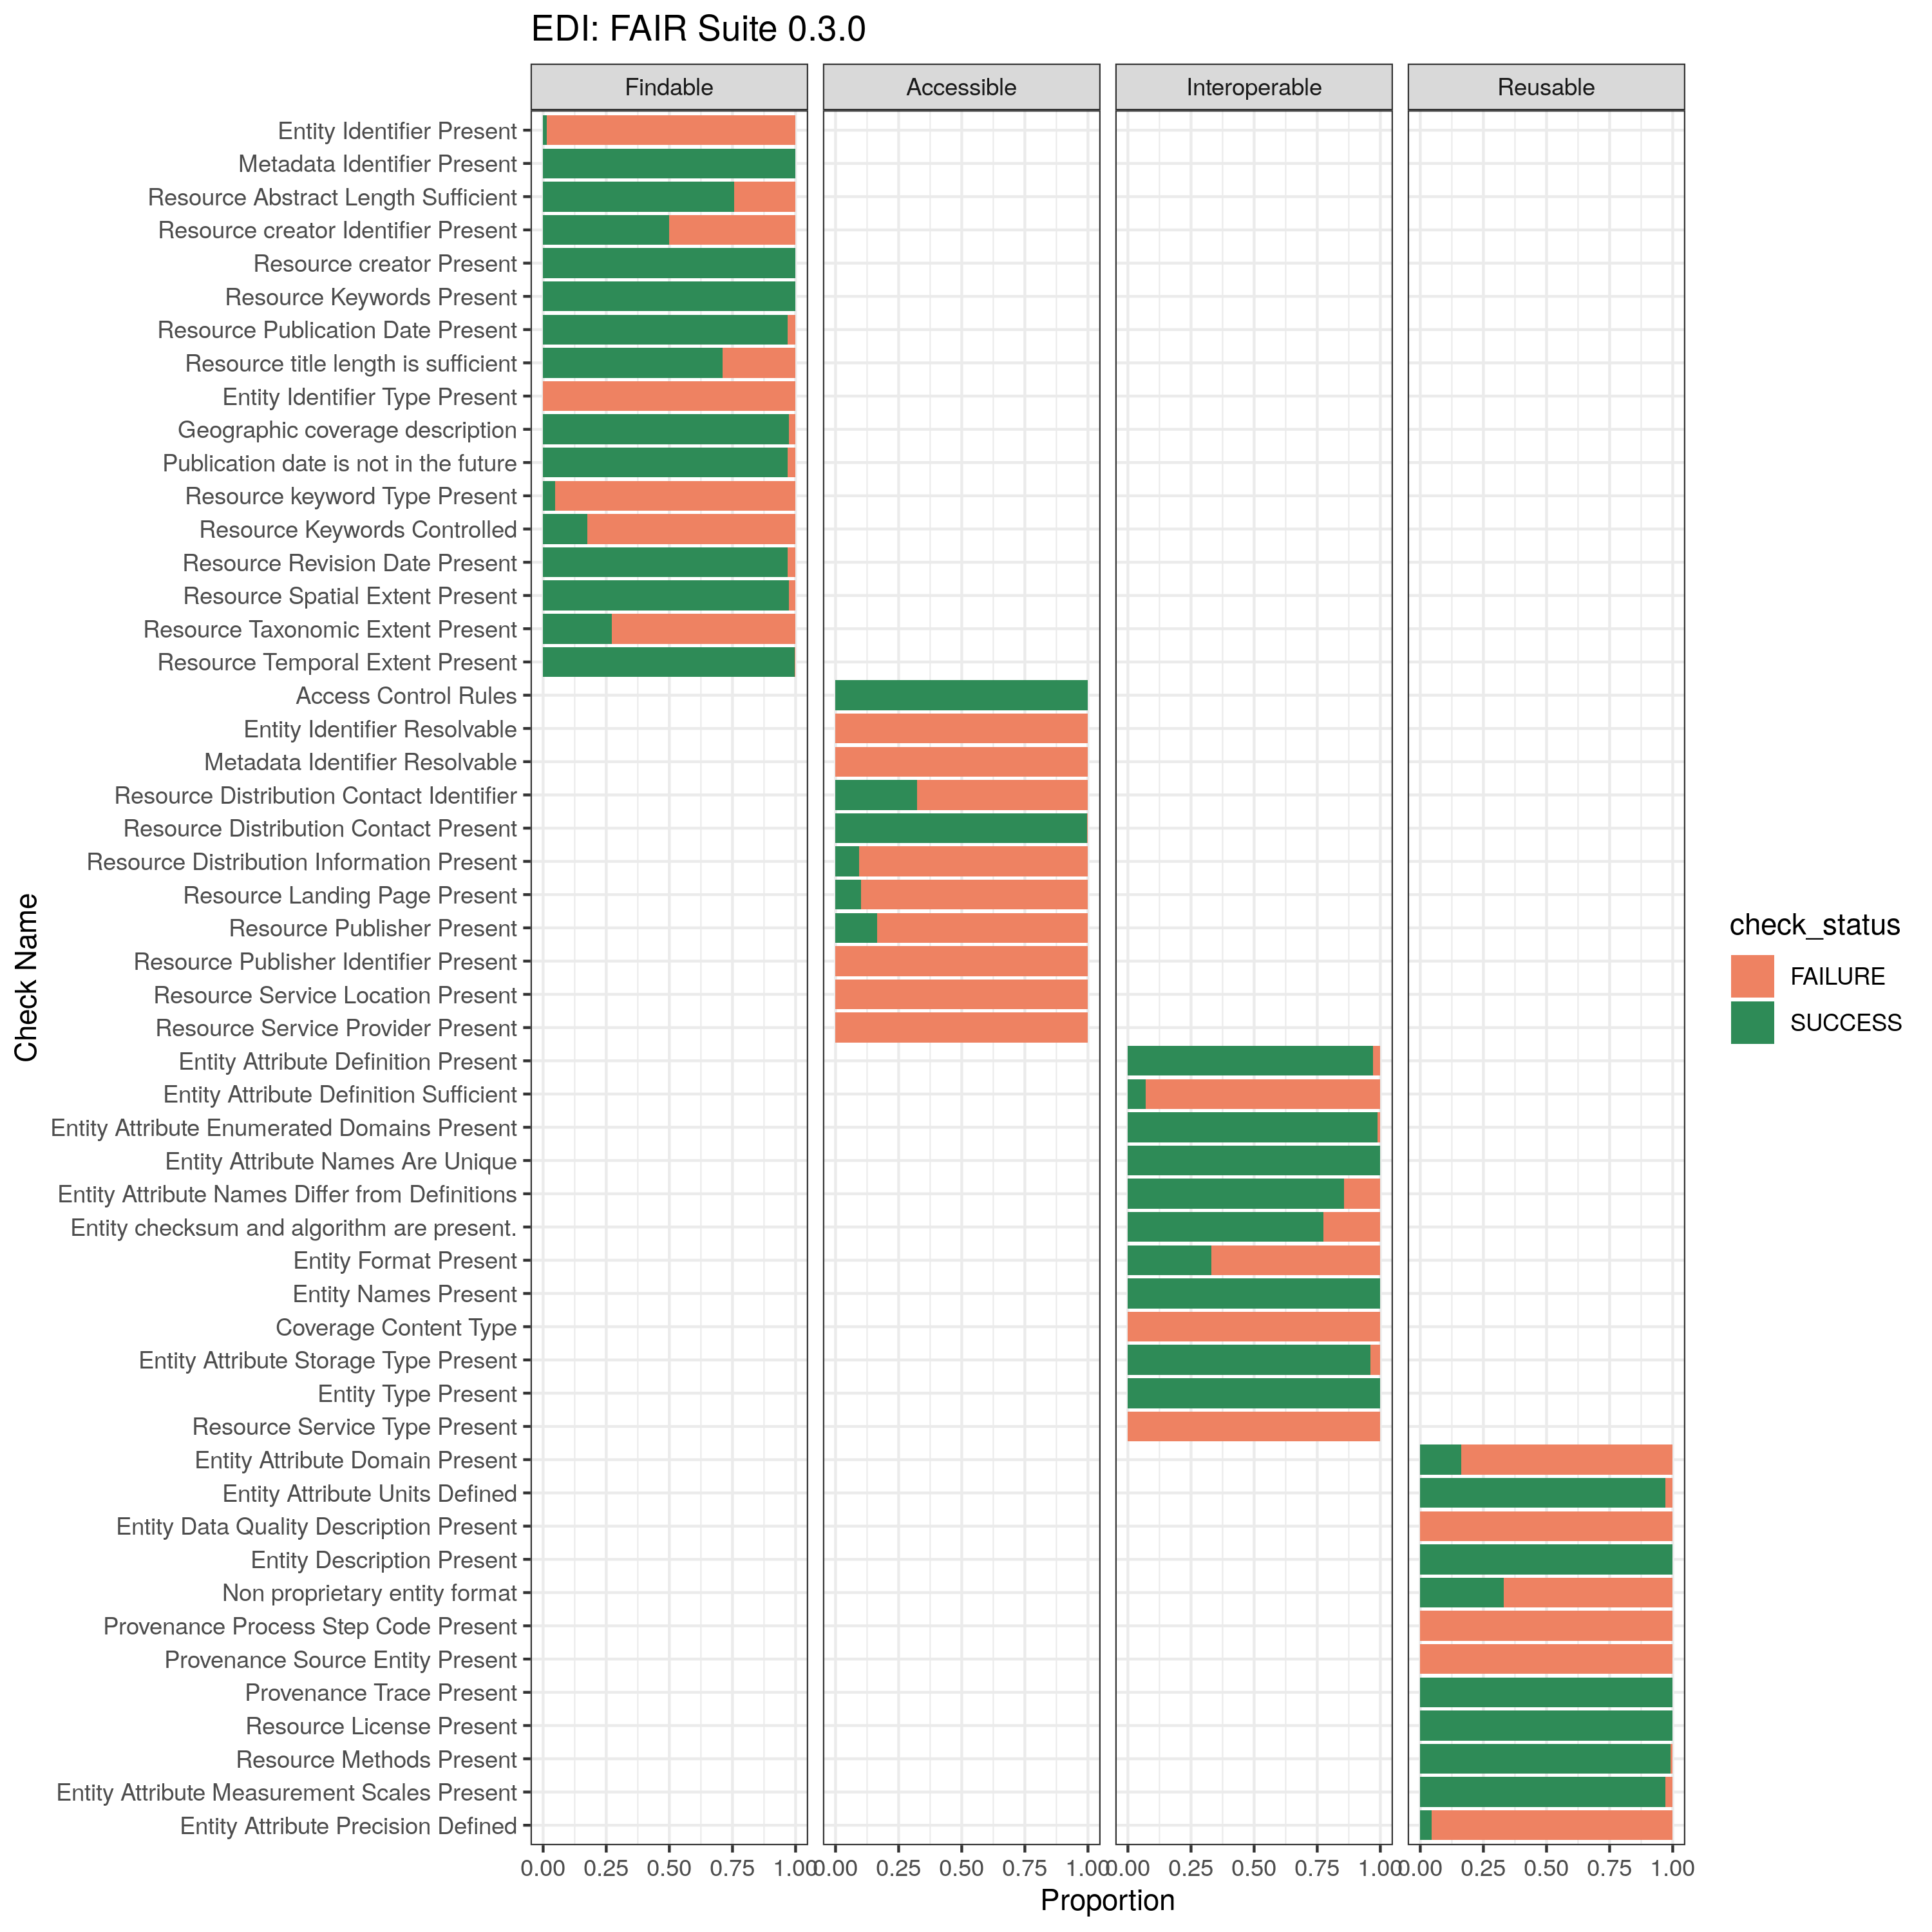 EDI: FAIR Suite 0.3.0
Findable
Accessible
Interoperable
Reusable
Check Name
Entity Identifier Present
Metadata Identifier Present
Resource Abstract Length Sufficient
Resource creator Identifier Present
Resource creator Present
Resource Keywords Present
Resource Publication Date Present
Resource title length is sufficient
Entity Identifier Type Present
Geographic coverage description
Publication date is not in the future
Resource keyword Type Present
Resource Keywords Controlled
Resource Revision Date Present
Resource Spatial Extent Present
Resource Taxonomic Extent Present
Resource Temporal Extent Present
Access Control Rules
Entity Identifier Resolvable
Metadata Identifier Resolvable
Resource Distribution Contact Identifier
Resource Distribution Contact Present
Resource Distribution Information Present
Resource Landing Page Present
Resource Publisher Present
Resource Publisher Identifier Present
Resource Service Location Present
Resource Service Provider Present
Entity Attribute Definition Present
Entity Attribute Definition Sufficient
Entity Attribute Enumerated Domains Present
Entity Attribute Names Are Unique
Entity Attribute Names Differ from Definitions
Entity checksum and algorithm are present.
Entity Format Present
Entity Names Present
Coverage Content Type
Entity Attribute Storage Type Present
Entity Type Present
Resource Service Type Present
Entity Attribute Domain Present
Entity Attribute Units Defined
Entity Data Quality Description Present
Entity Description Present
Non proprietary entity format
Provenance Process Step Code Present
Provenance Source Entity Present
Provenance Trace Present
Resource License Present
Resource Methods Present
Entity Attribute Measurement Scales Present
Entity Attribute Precision Defined
0.00 0.25 0.50 0.75 1.00 0.00 0.25 0.50 0.75 1.00 0.00 0.25 0.50 0.75 1.00 0.00 0.25 0.50 0.75 1.00
Proportion
check_status
FAILURE
SUCCESS